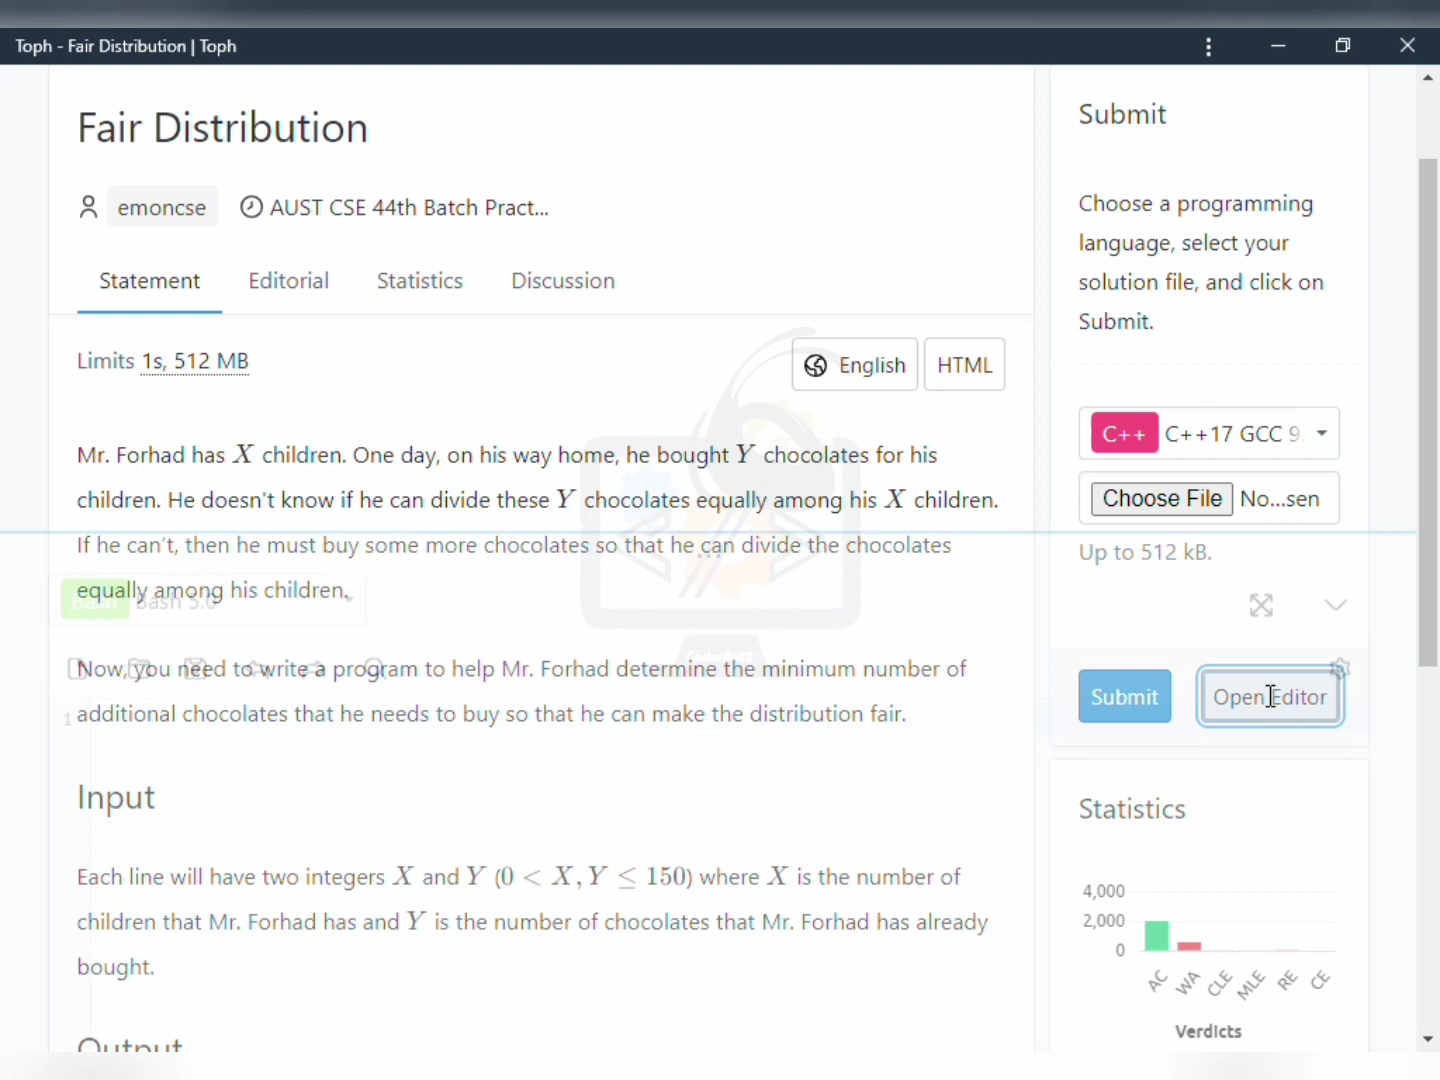 Toph - Fair Distribution | Toph
Fair Distribution
emoncse AUST CSE 44th Batch Pract...
Statement Editorial Statistics Discussion
Limits 1s, 512 MB
English HTML
Mr. Forhad has X children. One day, on his way home, he bought Y chocolates for his
children. He doesn't know if he can divide these Y chocolates equally among his X children.
If he can't, then he must buy some more chocolates so that he can divide the chocolates
equally among his children.
Bash Bash 5.0
Now, you need to write a program to help Mr. Forhad determine the minimum number of
1
additional chocolates that he needs to buy so that he can make the distribution fair.
Input
Each line will have two integers X and Y (0 < X, Y ≤ 150) where X is the number of
children that Mr. Forhad has and Y is the number of chocolates that Mr. Forhad has already
bought.
Output
Submit
Choose a programming
language, select your
solution file, and click on
Submit.
C++ C++17 GCC 9
Choose File No...sen
Up to 512 kB.
Submit Open Editor
Statistics
4,000
2,000
0
AC WA CLE MLE RE CE
Verdicts